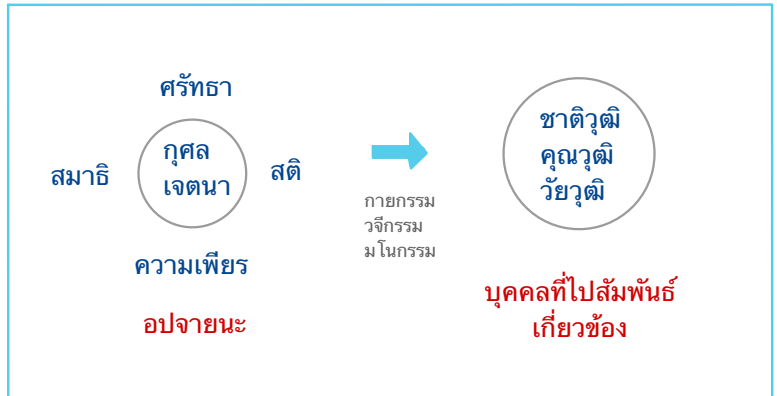 ศรัทธา
กุศล
เจตนา
สมาธิ
สติ
ความเพียร
อปจายนะ
กายกรรม
วจีกรรม
มโนกรรม
ชาติวุฒิ
คุณวุฒิ
วัยวุฒิ
บุคคลที่ไปสัมพันธ์
เกี่ยวข้อง